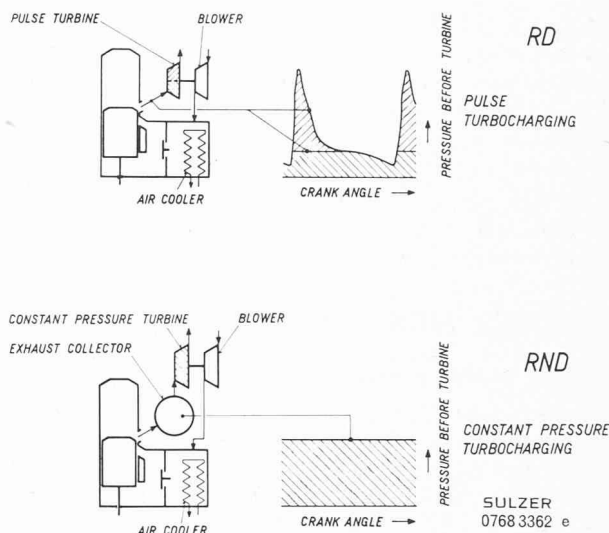 PULSE TURBINE
BLOWER
AIR COOLER
CRANK ANGLE
PRESSURE BEFORE TURBINE
RD
PULSE
TURBOCHARGING
CONSTANT PRESSURE TURBINE
EXHAUST COLLECTOR
BLOWER
AIR COOLER
CRANK ANGLE
PRESSURE BEFORE TURBINE
RND
CONSTANT PRESSURE
TURBOCHARGING
SULZER
0768 3362 e